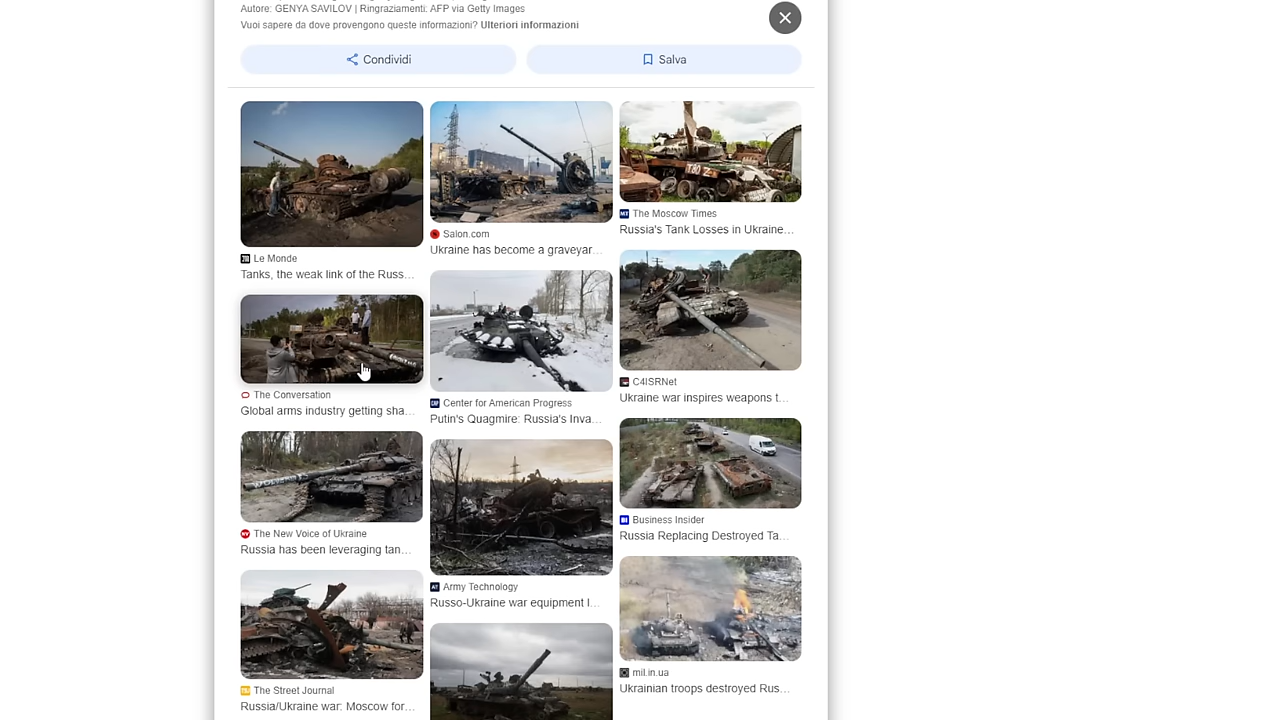 Autore: GENYA SAVILOV | Ringraziamenti: AFP via Getty Images
Vuoi sapere da dove provengono queste informazioni? Ulteriori informazioni
Condividi
Salva
Le Monde
Tanks, the weak link of the Russ...
The Conversation
Global arms industry getting sha...
The New Voice of Ukraine
Russia has been leveraging tan...
The Street Journal
Russia/Ukraine war: Moscow for...
Salon.com
Ukraine has become a graveyar...
Center for American Progress
Putin's Quagmire: Russia's Inva...
Army Technology
Russo-Ukraine war equipment l...
The Moscow Times
Russia's Tank Losses in Ukraine...
C4ISRNet
Ukraine war inspires weapons t...
Business Insider
Russia Replacing Destroyed Ta...
mil.in.ua
Ukrainian troops destroyed Rus...